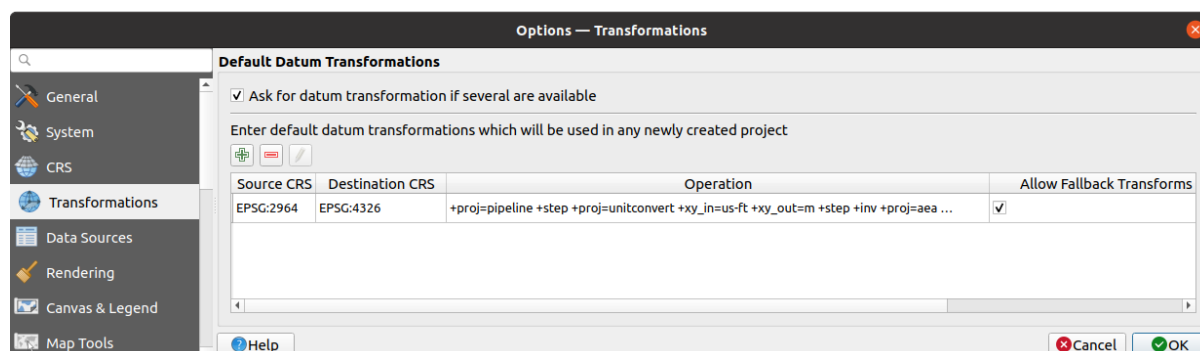 Options — Transformations
General
System
CRS
Transformations
Data Sources
Rendering
Canvas & Legend
Map Tools
Default Datum Transformations
Ask for datum transformation if several are available
Enter default datum transformations which will be used in any newly created project
Source CRS Destination CRS Operation Allow Fallback Transforms
EPSG:2964 EPSG:4326 +proj=pipeline +step +proj=unitconvert +xy_in=us-ft +xy_out=m +step +inv +proj=aea ...
Help Cancel OK